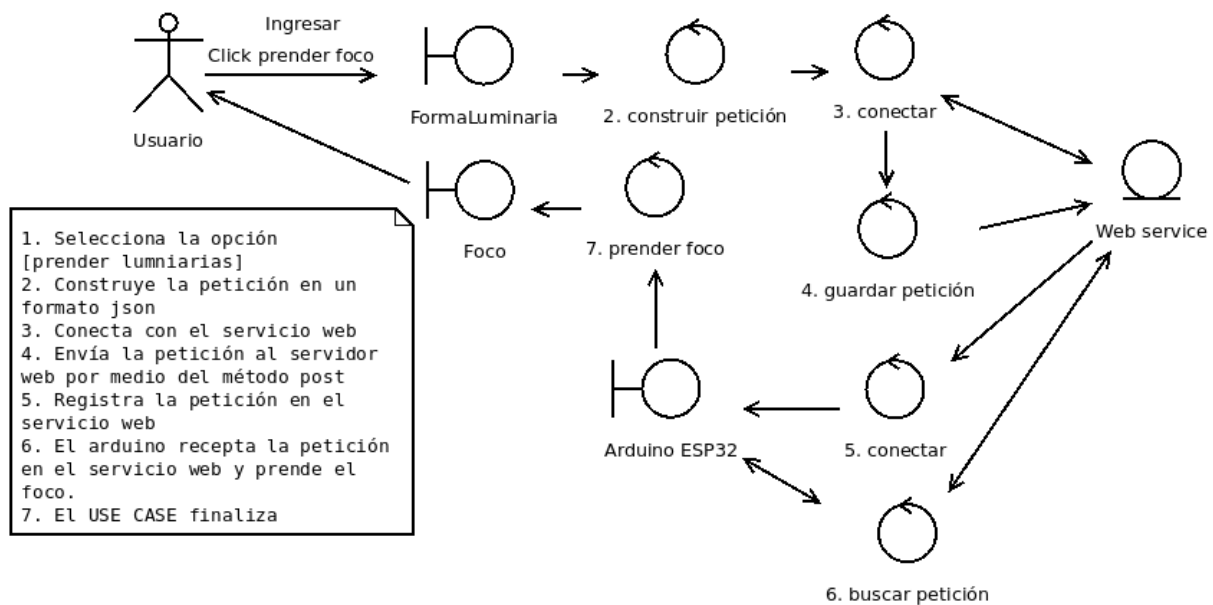 Ingresar
Click prender foco
Usuario
FormaLuminaria
2. construir petición
3. conectar
Web service
Foco
7. prender foco
4. guardar petición
Arduino ESP32
5. conectar
6. buscar petición
1. Selecciona la opción
[prender lumniarias]
2. Construye la petición en un
formato json
3. Conecta con el servicio web
4. Envía la petición al servidor
web por medio del método post
5. Registra la petición en el
servicio web
6. El arduino recepta la petición
en el servicio web y prende el
foco.
7. El USE CASE finaliza